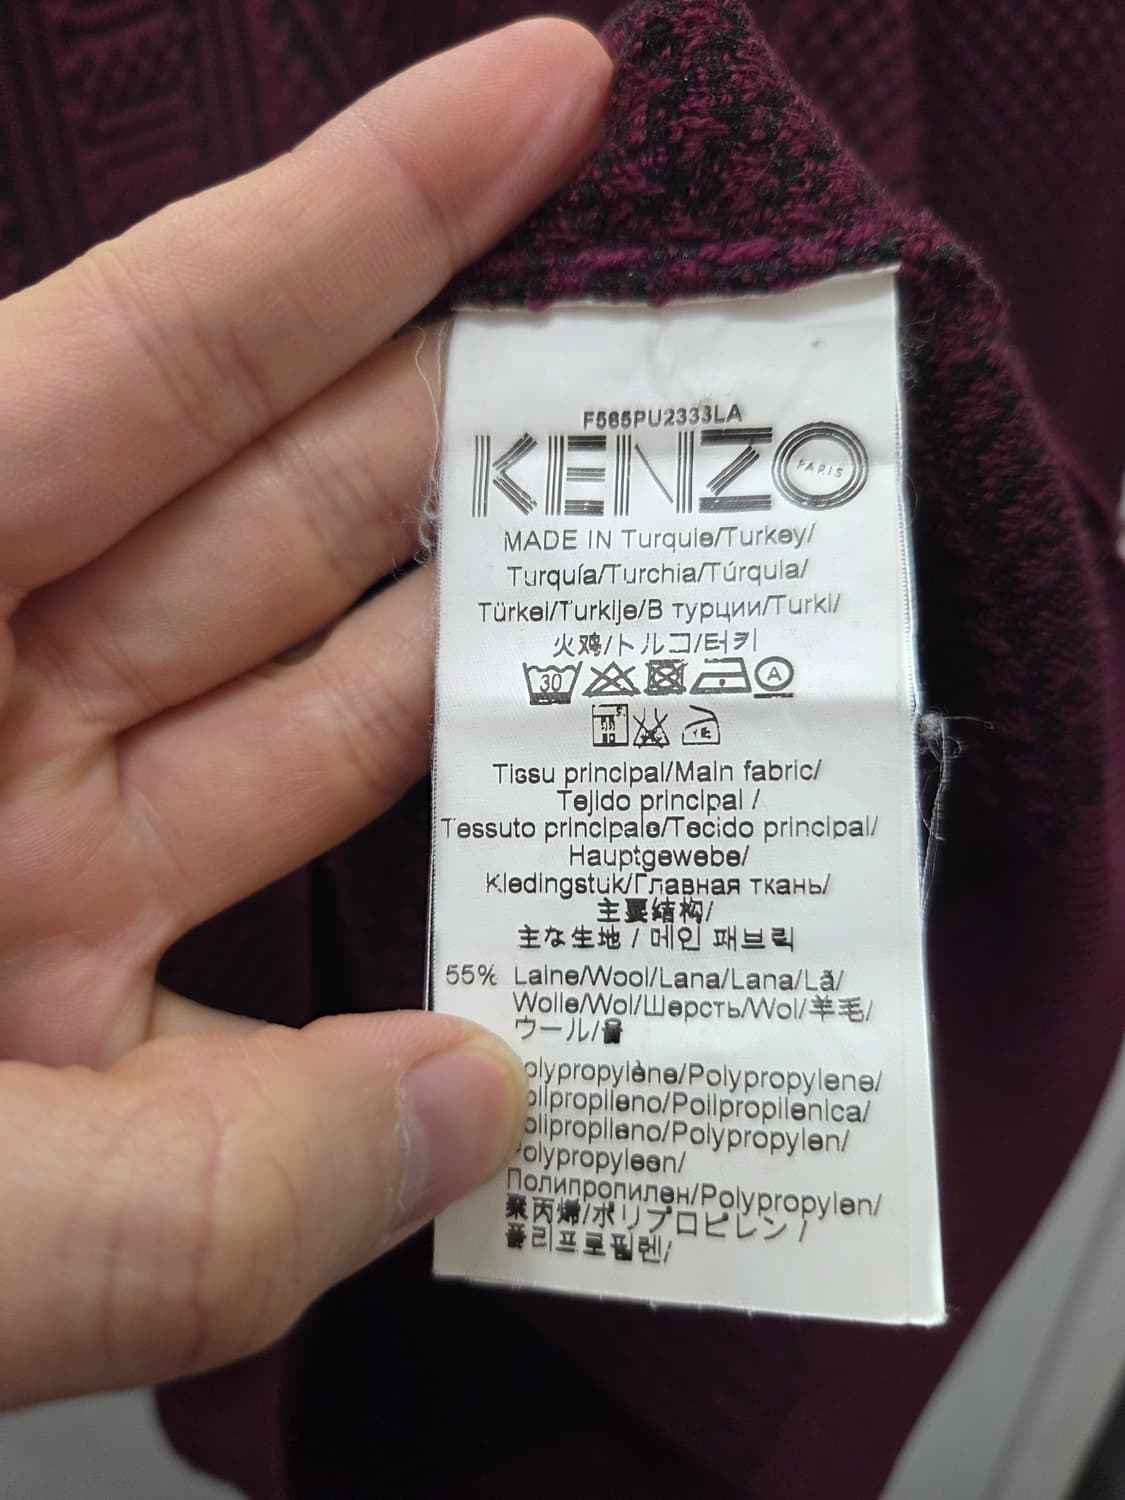 F565PU2333LA
KENZO
PARIS
MADE IN Turquie/Turkey/
Turquía/Turchia/Túrquia/
Türkei/Turkije/В турции/Turki/
火鸡/トルコ/터키
30
A
Tissu principal/Main fabric/
Tejido principal /
Tessuto principale/Tecido principal/
Hauptgewebe/
Kledingstuk/Главная ткань/
主要结构/
主な生地 / 메인 패브릭
55% Laine/Wool/Lana/Lana/Lã/
Wolle/Wol/Шерсть/Wol/羊毛/
ウール/울
olypropylène/Polypropylene/
olipropileno/Polipropilenica/
olipropileno/Polypropylen/
olypropyleen/
Полипропилен/Polypropylen/
聚丙烯/ポリプロピレン /
폴리프로필렌/